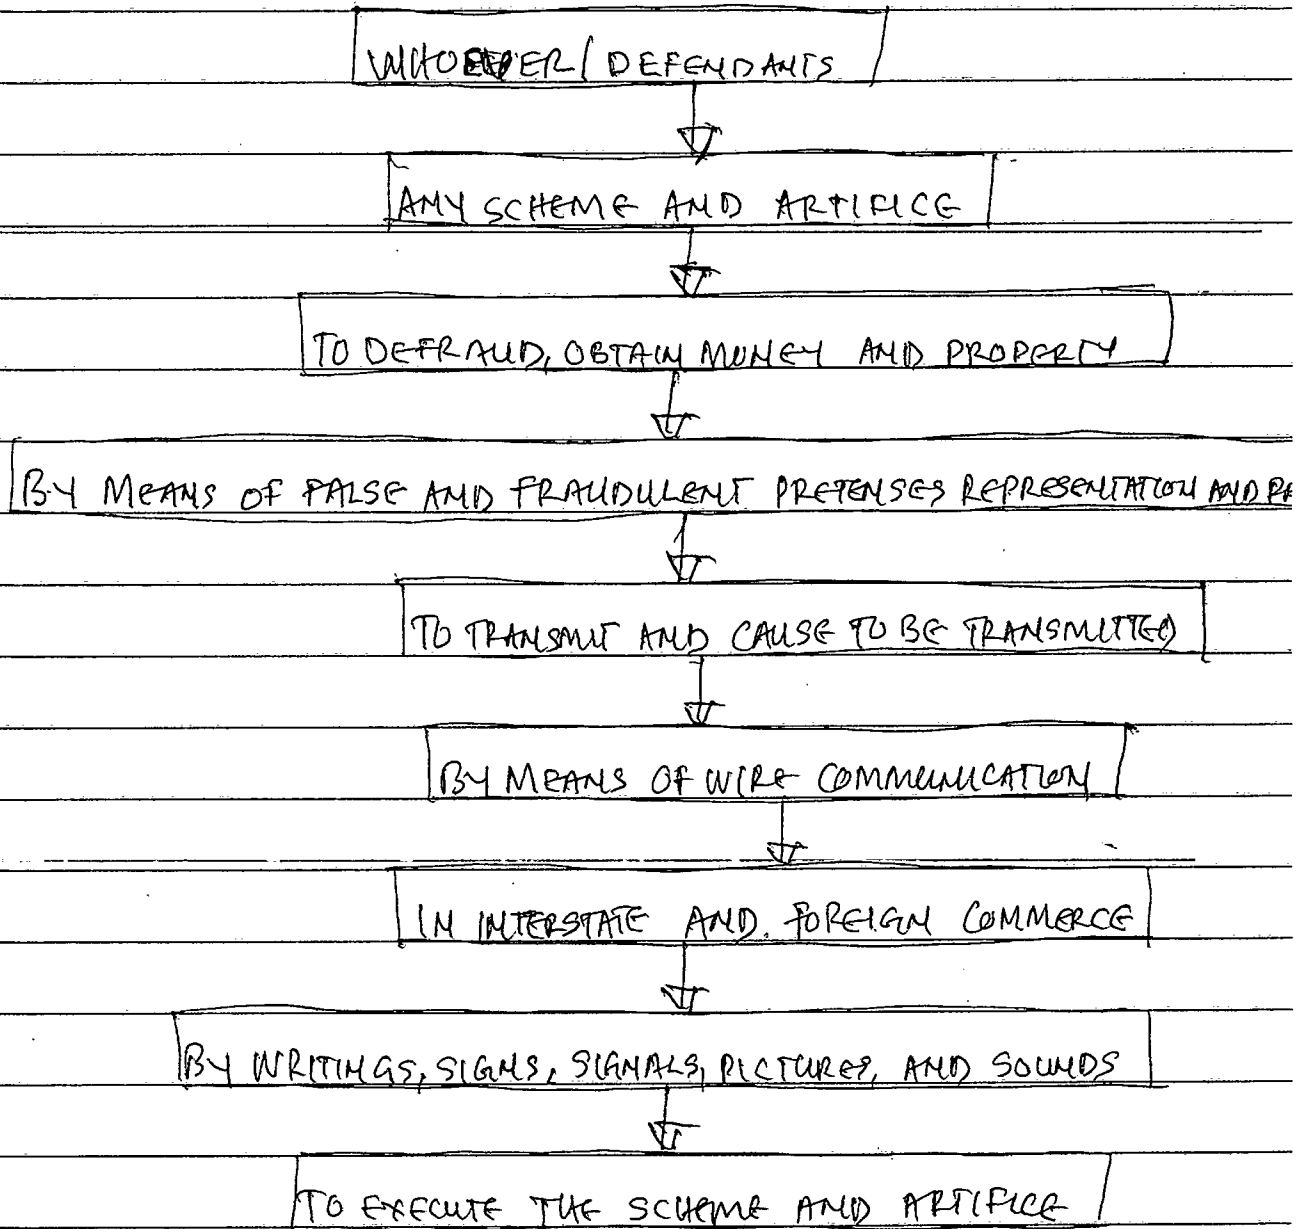 WHOEVER/DEFENDANTS
ANY SCHEME AND ARTIFICE
TO DEFRAUD, OBTAIN MONEY AND PROPERTY
BY MEANS OF FALSE AND FRAUDULENT PRETENSES REPRESENTATION AND
TO TRANSMIT AND CAUSE TO BE TRANSMITTED
BY MEANS OF WIRE COMMUNICATION
IN INTERSTATE AND. FOREIGN COMMERCE
BY WRITINGS, SIGNS, SIGNALS, PICTURES, AND SOUNDS
TO EXECUTE THE SCHEME AND ARTIFICE